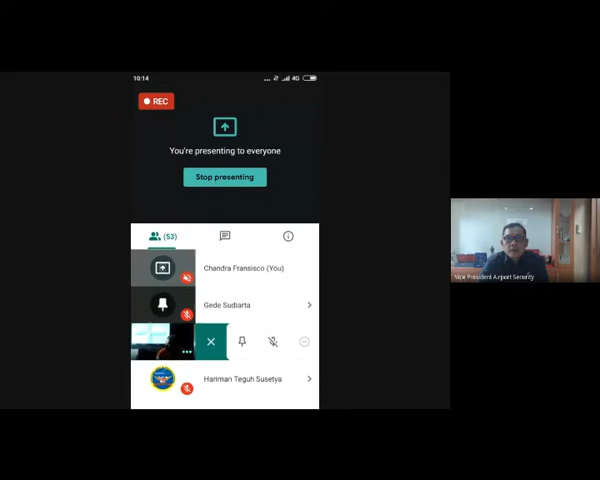 10:14
4G
REC
You're presenting to everyone
Stop presenting
(53)
Chandra Fransisco (You)
Gede Sudiarta
Hariman Teguh Susetya
Vice President Airport Security